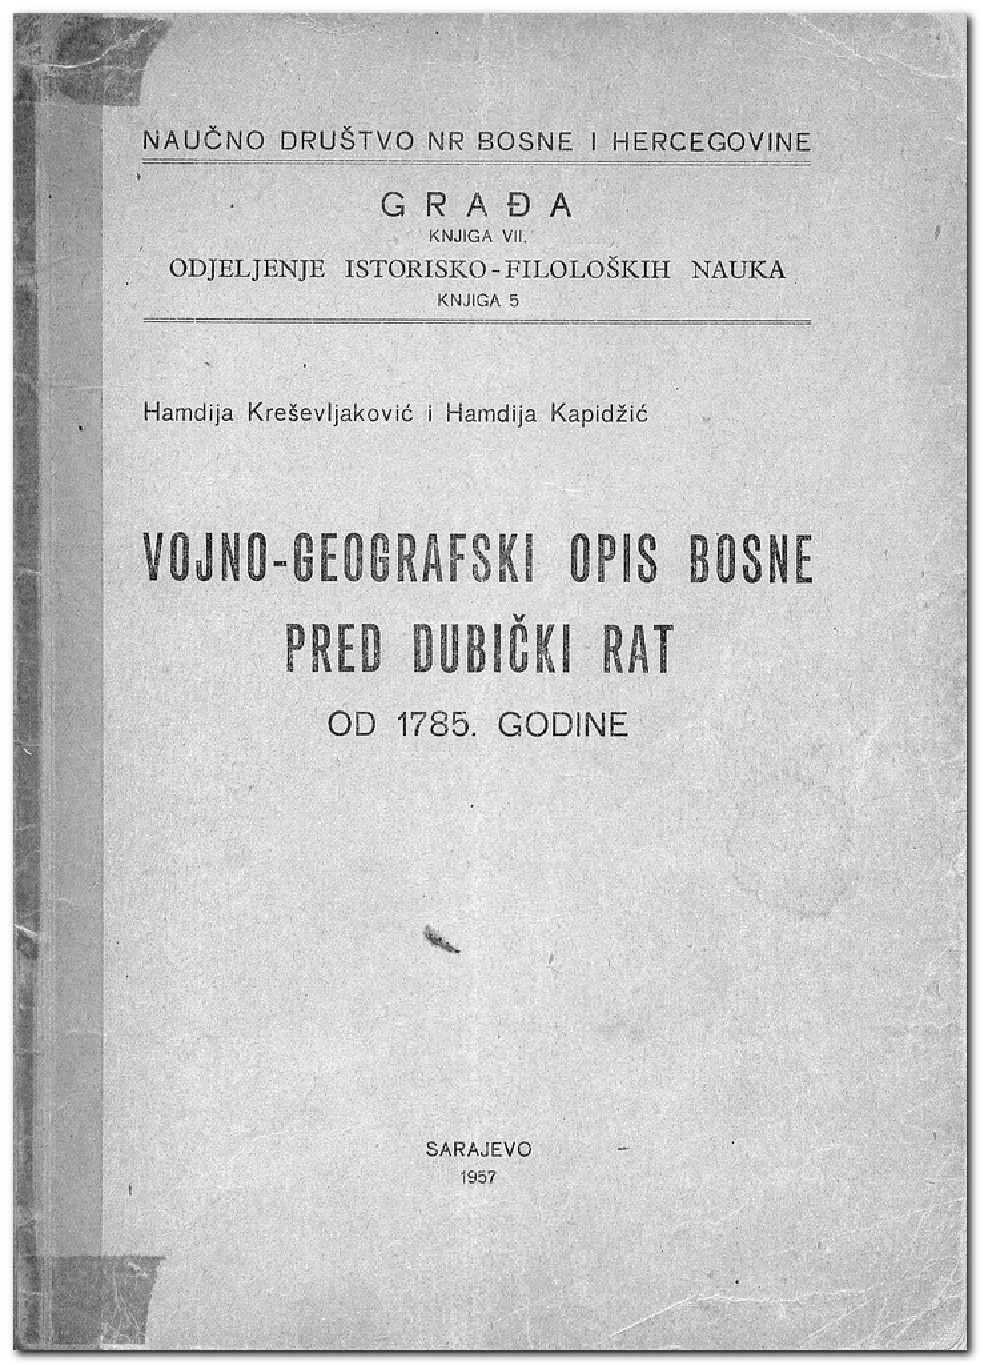 NAUČNO DRUŠTVO NR BOSNE I HERCEGOVINE
GRAĐA
KNJIGA VII.
ODJELJENJE ISTORISKO-FILOLOŠKIH NAUKA
KNJIGA 5
Hamdija Kreševljaković i Hamdija Kapidžić
VOJNO-GEOGRAFSKI OPIS BOSNE
PRED DUBIČKI RAT
OD 1785. GODINE
SARAJEVO
1957